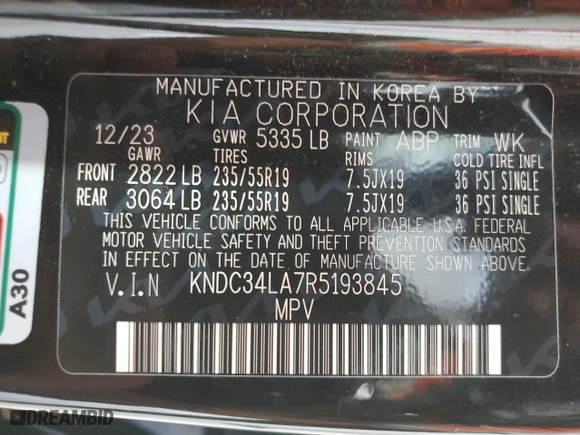 MANUFACTURED IN KOREA BY
KIA CORPORATION
12/23 GVWR 5335 LB PAINT ABP TRIM WK
GAWR TIRES RIMS COLD TIRE INFL
FRONT 2822 LB 235/55R19 7.5JX19 36 PSI SINGLE
REAR 3064 LB 235/55R19 7.5JX19 36 PSI SINGLE
THIS VEHICLE CONFORMS TO ALL APPLICABLE U.S.A. FEDERAL
MOTOR VEHICLE SAFETY AND THEFT PREVENTION STANDARDS
IN EFFECT ON THE DATE OF MANUFACTURE SHOWN ABOVE.
V.I.N KNDC34LA7R5193845
MPV
A30
DREAMBID